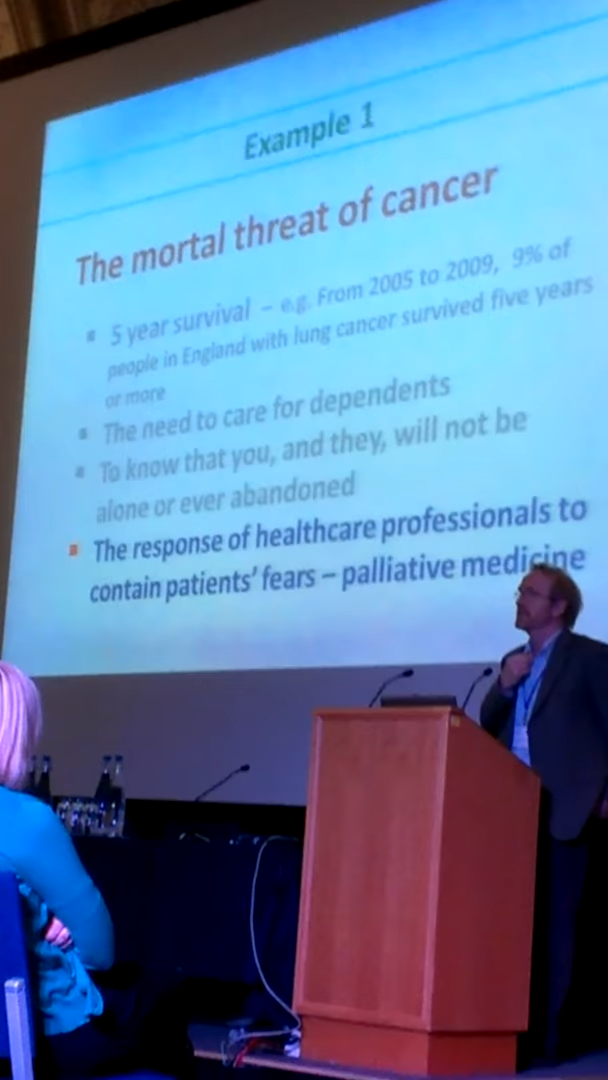 Example 1
The mortal threat of cancer
5 year survival – e.g. From 2005 to 2009, 9% of
people in England with lung cancer survived five years
or more
The need to care for dependents
To know that you, and they, will not be
alone or ever abandoned
The response of healthcare professionals to
contain patients' fears – palliative medicine